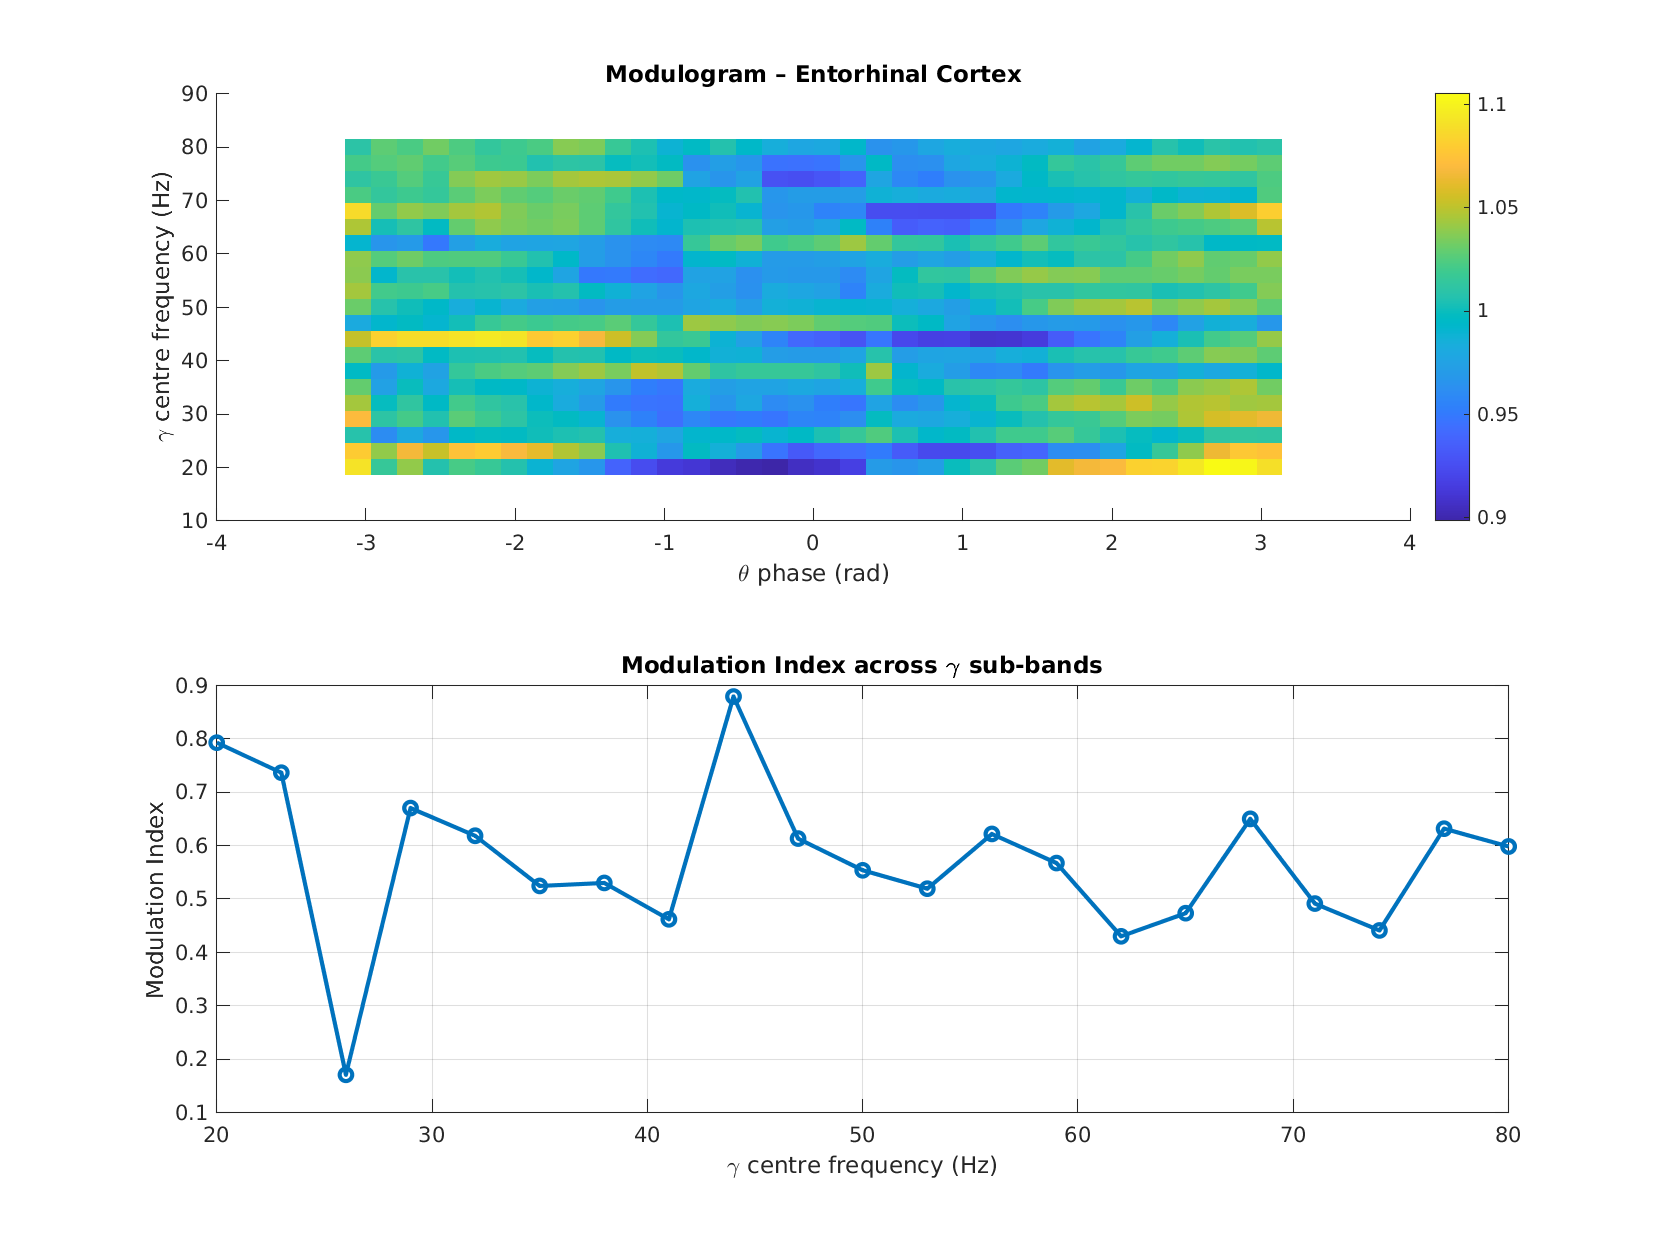 Modulogram – Entorhinal Cortex
90
80
70
60
50
40
30
20
10
γ centre frequency (Hz)
-4 -3 -2 -1 0 1 2 3 4
θ phase (rad)
1.1
1.05
1
0.95
0.9
Modulation Index across γ sub-bands
0.9
0.8
0.7
0.6
0.5
0.4
0.3
0.2
0.1
Modulation Index
20 30 40 50 60 70 80
γ centre frequency (Hz)